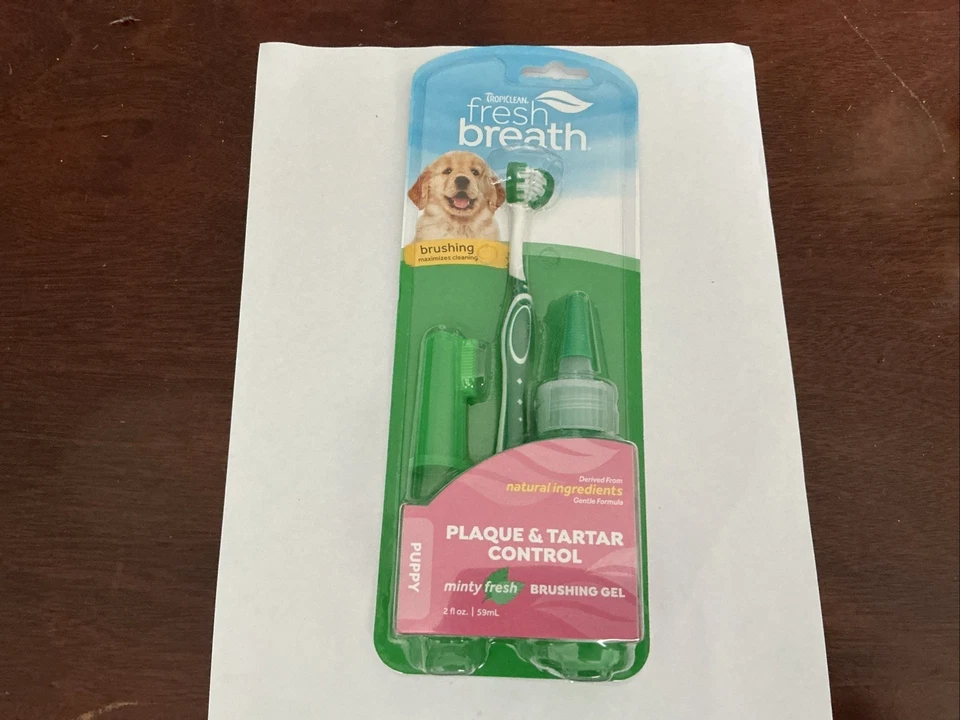 TROPICLEAN
fresh
breath
brushing
maximizes cleaning
Derived From
natural ingredients
Gentle Formula
PLAQUE & TARTAR
CONTROL
PUPPY
minty fresh BRUSHING GEL
2 fl oz. | 59mL